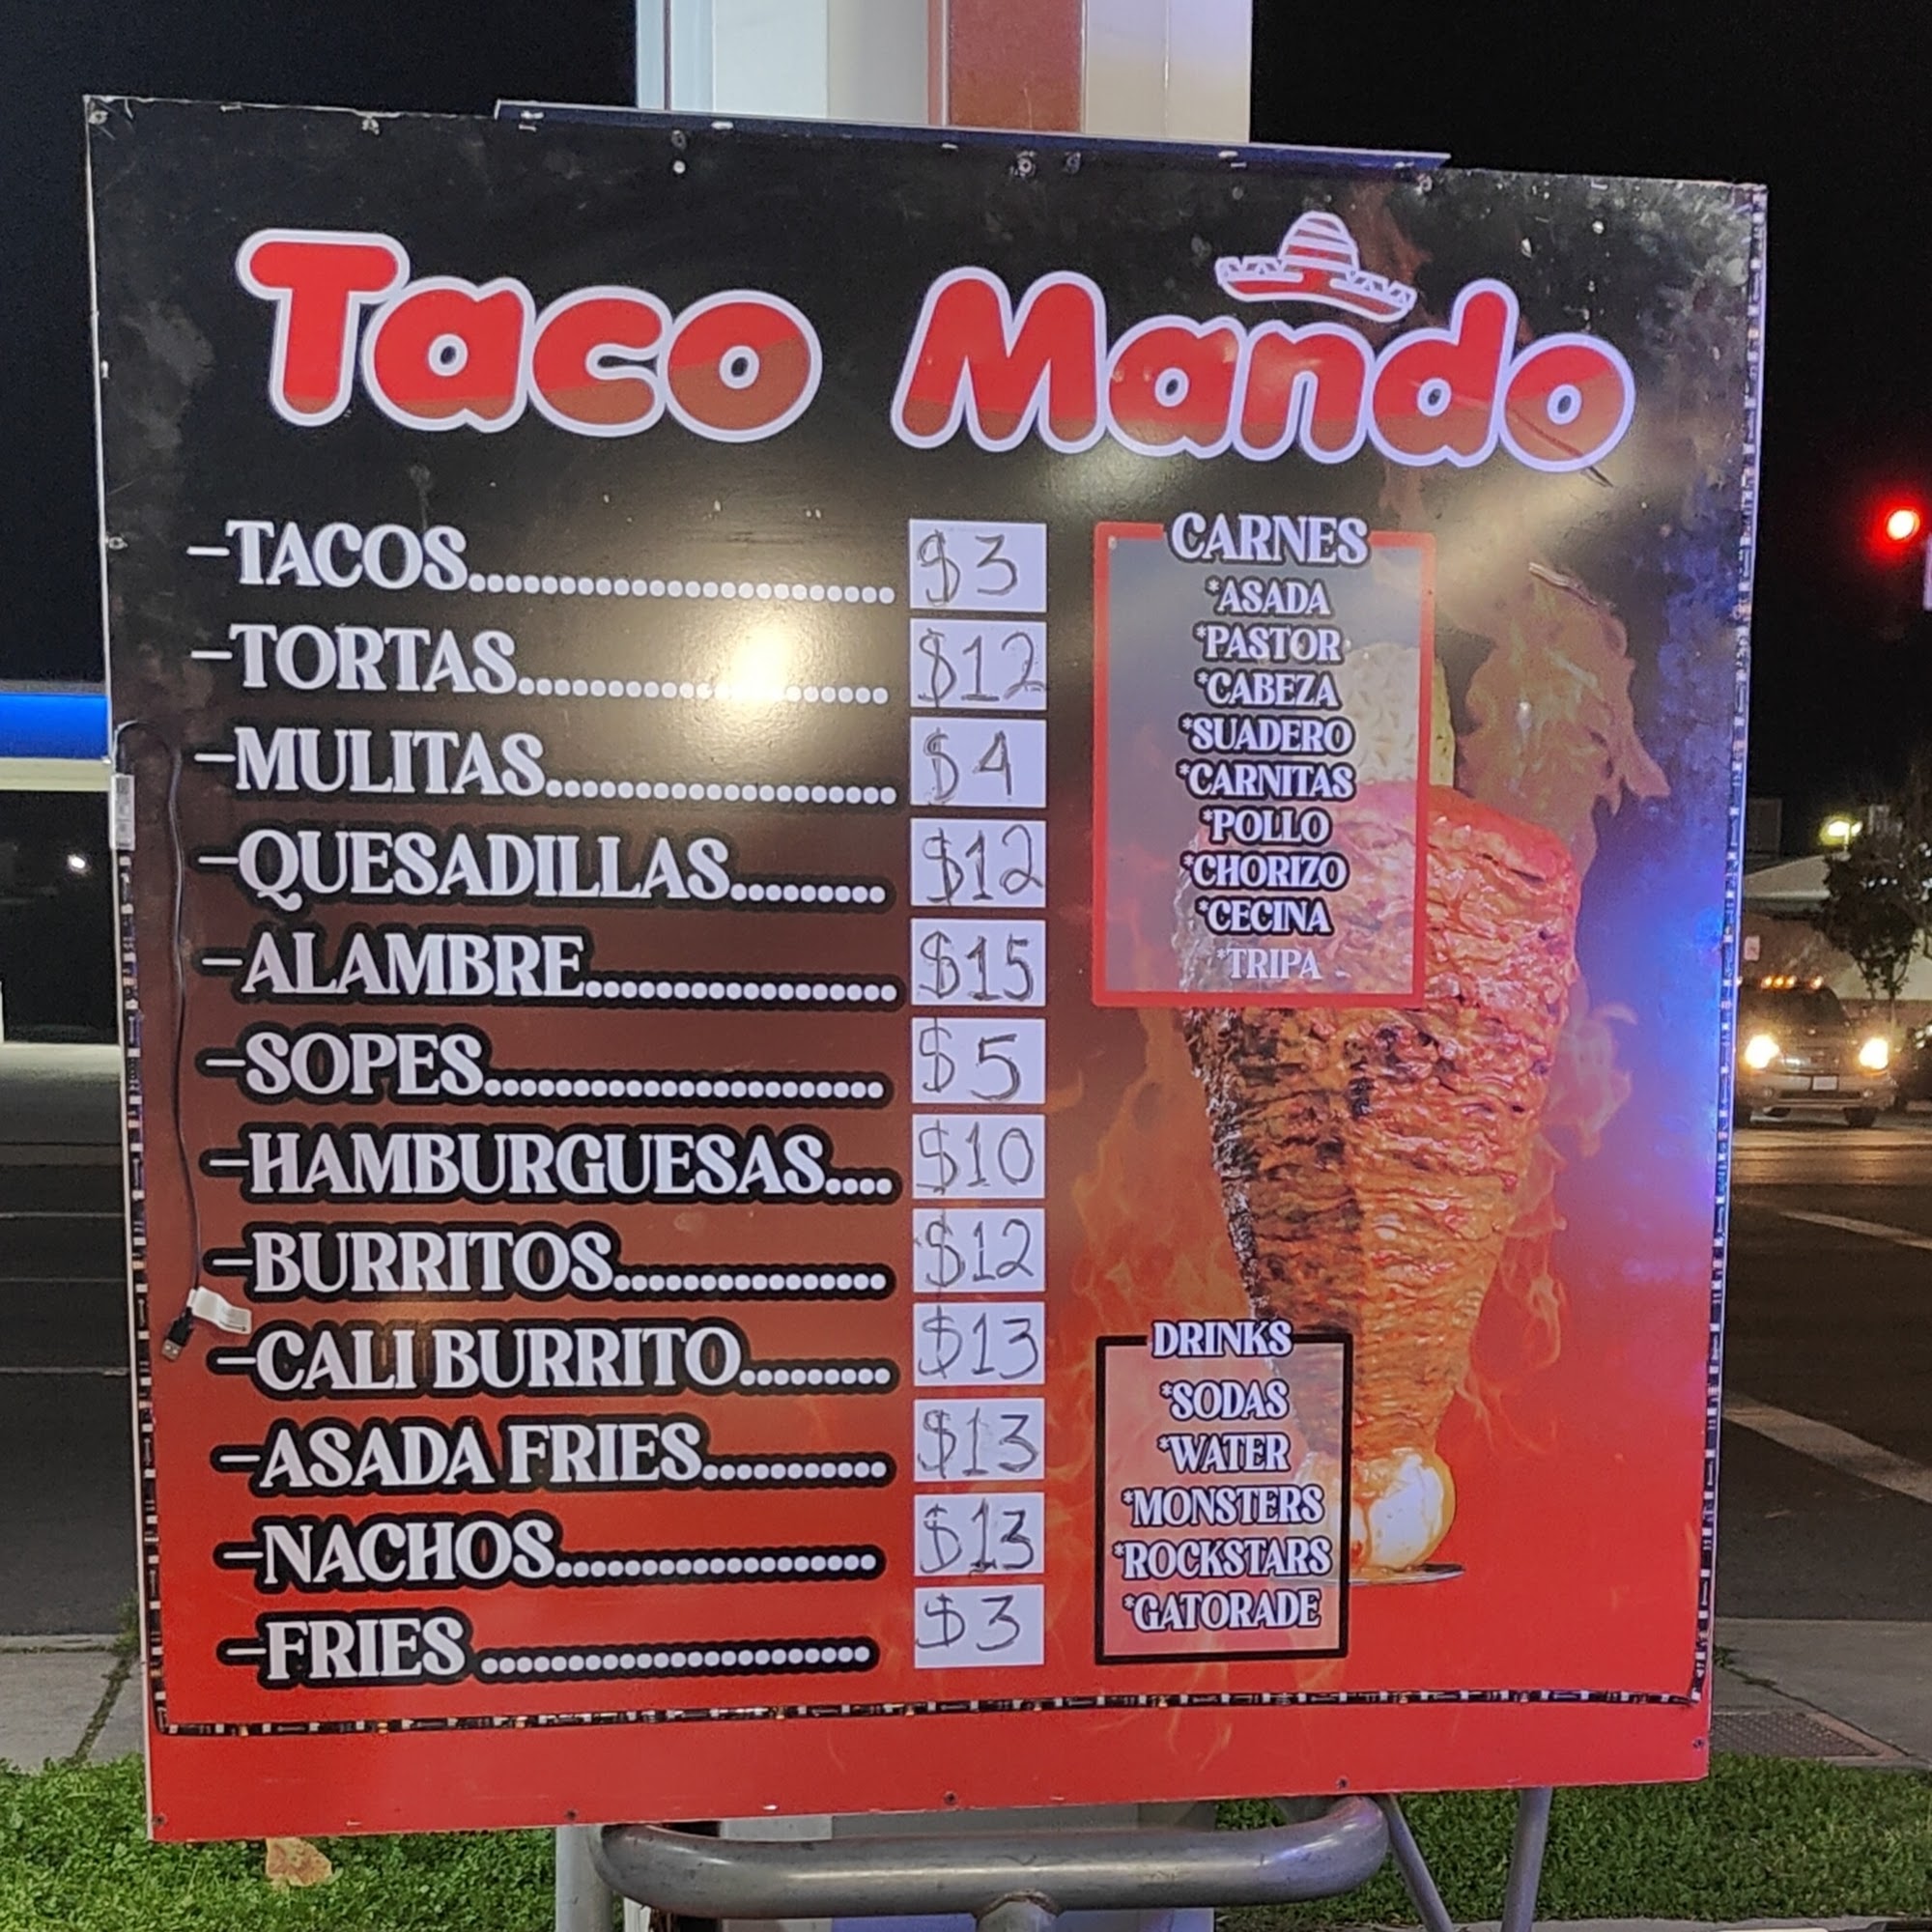 Taco Mando
-TACOS.......................... $3
-TORTAS....................... $12
-MULITAS..................... $4
-QUESADILLAS......... $12
-ALAMBRE................... $15
-SOPES........................ $5
-HAMBURGUESAS.... $10
-BURRITOS................ $12
-CALI BURRITO......... $13
-ASADA FRIES........... $13
-NACHOS................... $13
-FRIES ........................ $3
CARNES
*ASADA
*PASTOR
*CABEZA
*SUADERO
*CARNITAS
*POLLO
*CHORIZO
*CECINA
*TRIPA
DRINKS
*SODAS
*WATER
*MONSTERS
*ROCKSTARS
*GATORADE